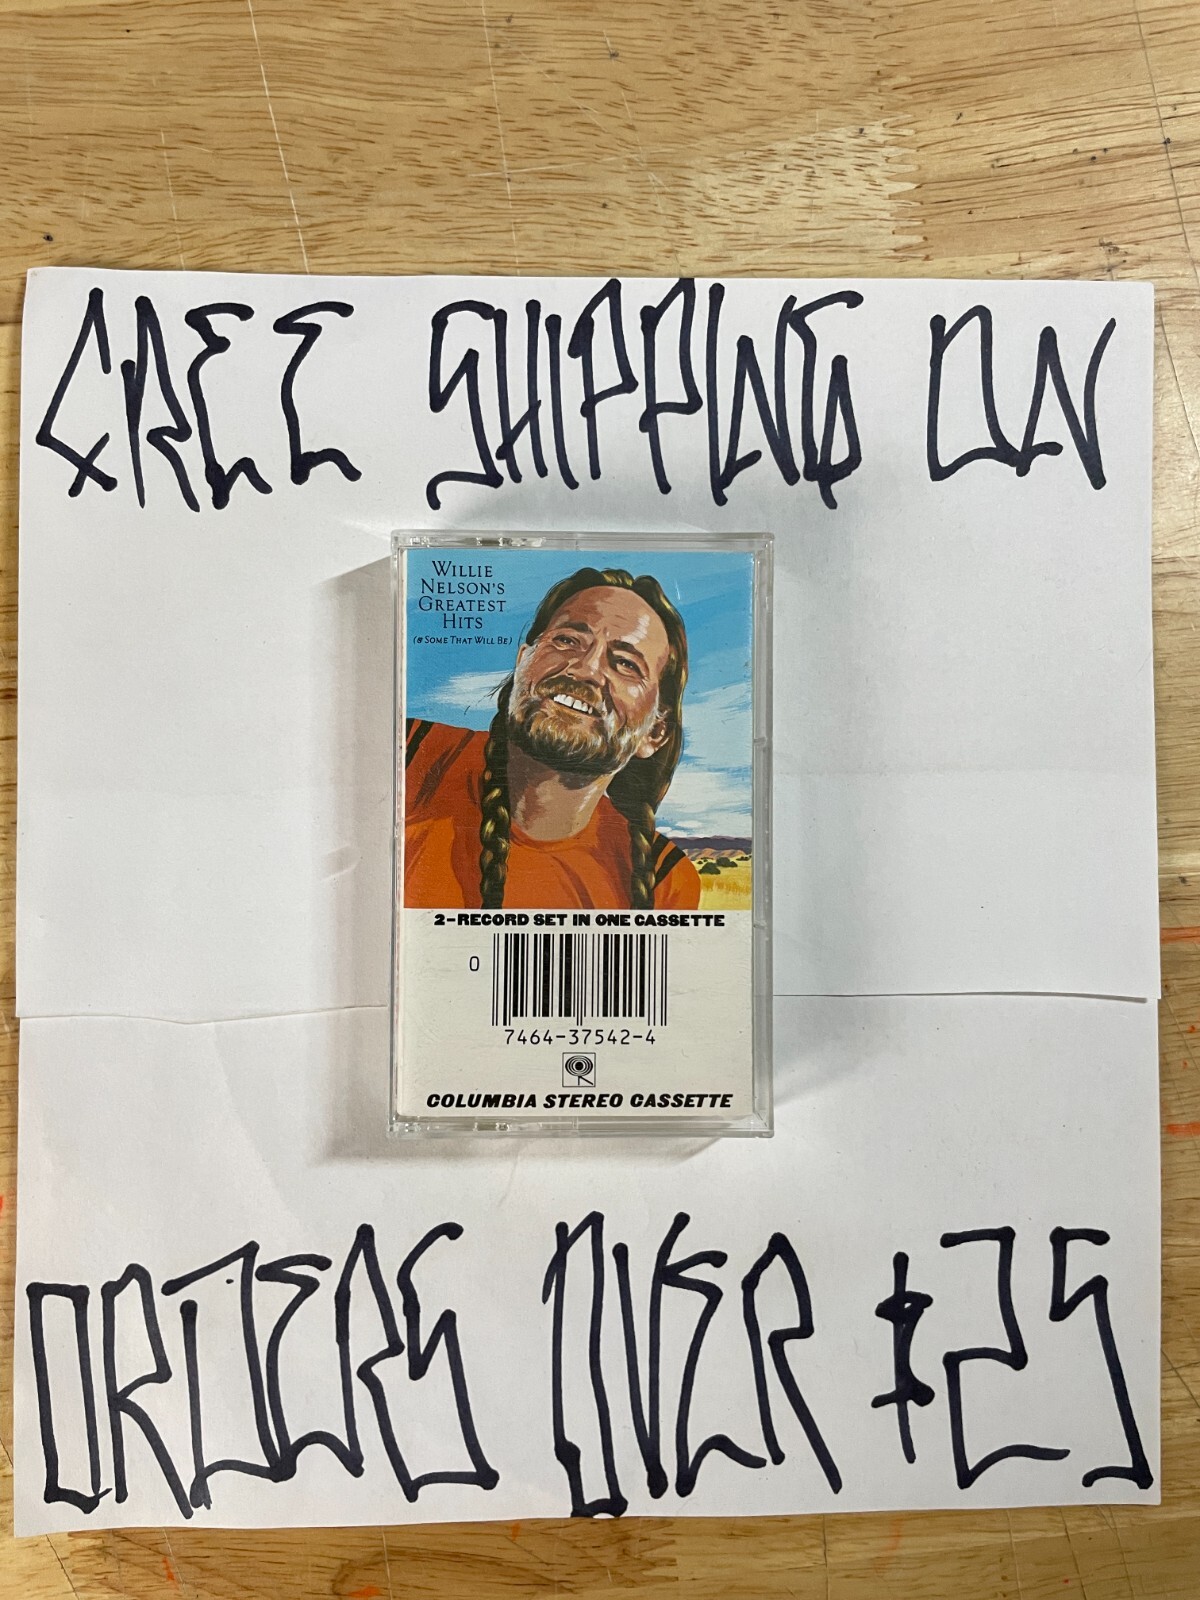 FREE SHIPPING ON
WILLIE
NELSON'S
GREATEST
HITS
(& SOME THAT WILL BE)
2-RECORD SET IN ONE CASSETTE
0
7464-37542-4
COLUMBIA STEREO CASSETTE
ORDERS OVER $25